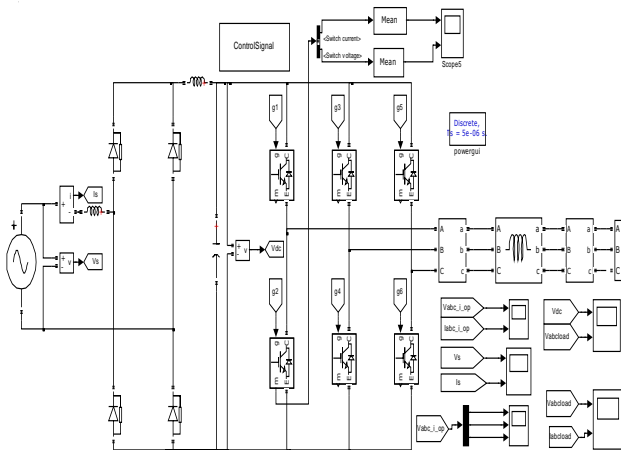 Mean
ControlSignal
<Switch current>
<Switch voltage>
Mean
Scope5
g1
g3
g5
Discrete,
Ts = 5e-06 s.
powergui
g C
m E
g C
m E
g C
m E
i
+
-
Is
+
-
v
Vs
+
-
v
Vdc
A a
B b
C c
A a
B b
C c
A a
B b
C c
A
B
C
g2
g4
g6
g C
m E
g C
m E
g C
m E
Vabc_i_op
Iabc_i_op
Vdc
Vabcload
Vs
Is
Vabc_i_op
Vabcload
Iabcload